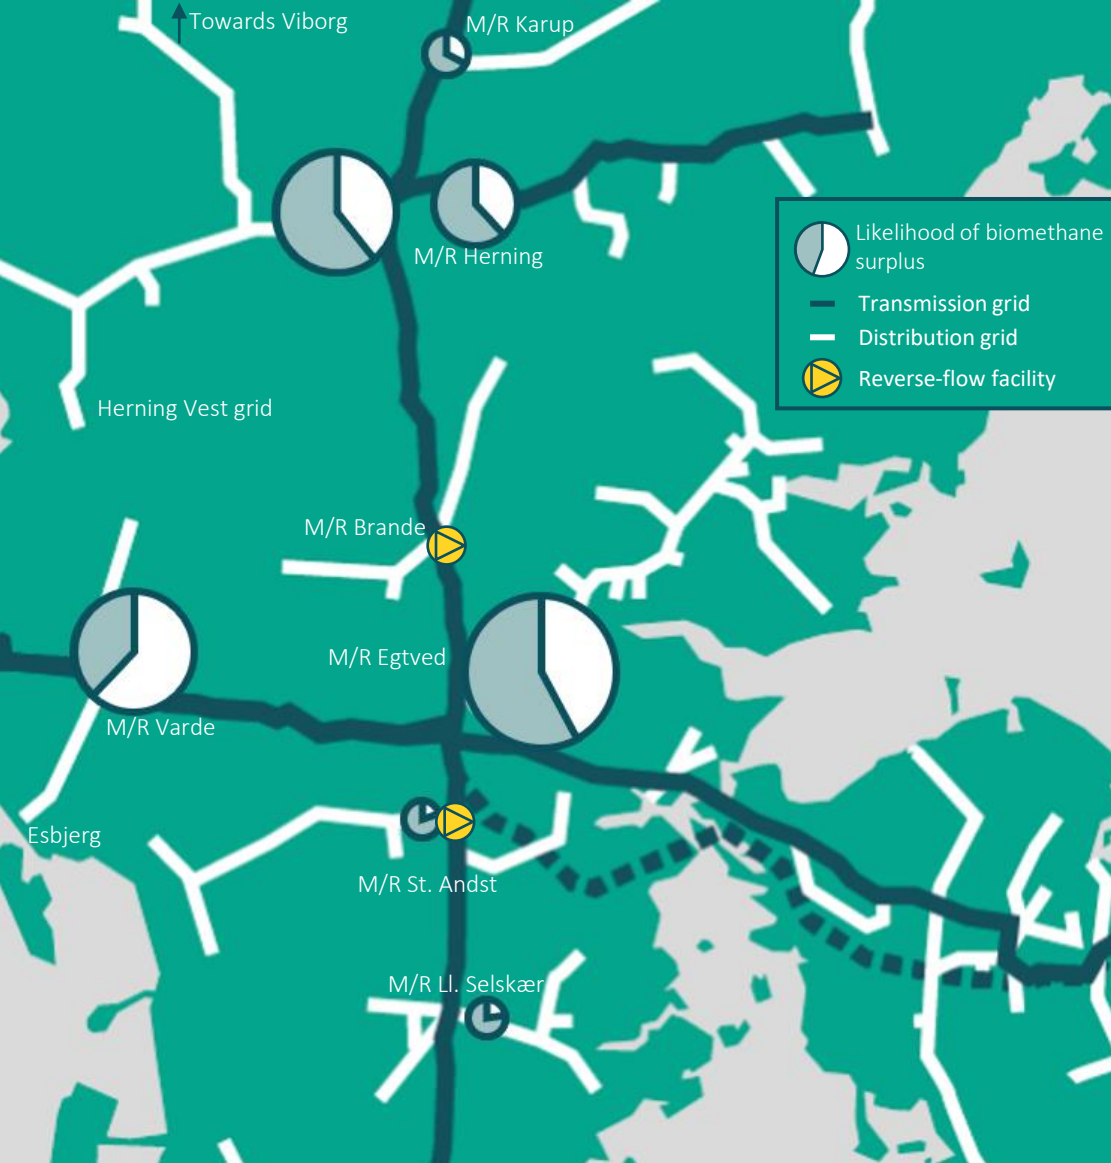 Towards Viborg
M/R Karup
M/R Herning
Likelihood of biomethane
surplus
Transmission grid
Distribution grid
Reverse-flow facility
Herning Vest grid
M/R Brande
M/R Egtved
M/R Varde
Esbjerg
M/R St. Andst
M/R Ll. Selskær